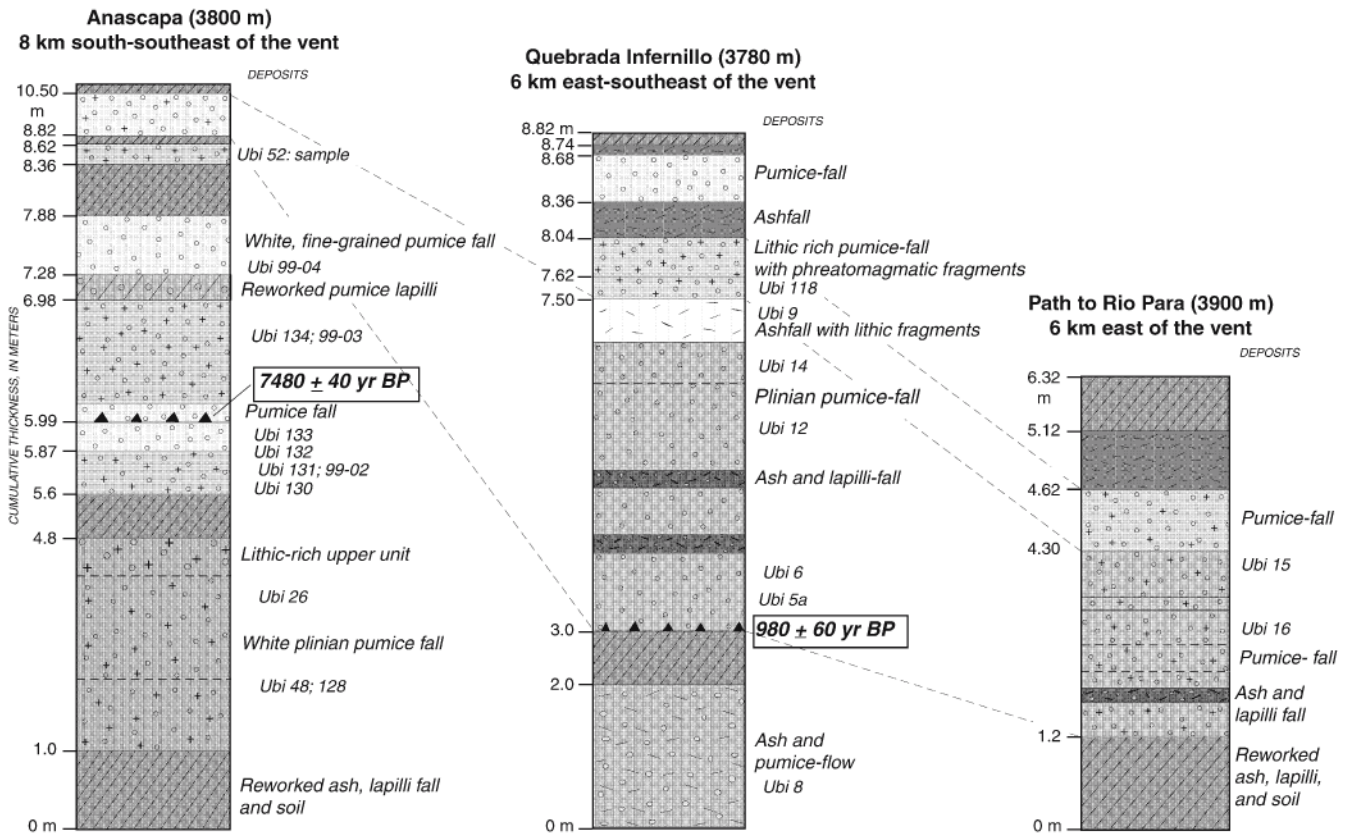 Anascapa (3800 m)
8 km south-southeast of the vent
DEPOSITS
CUMULATIVE THICKNESS, IN METERS
10.50
m
8.82
8.62
8.36
7.88
7.28
6.98
5.99
5.87
5.6
4.8
1.0
0 m
Ubi 52: sample
White, fine-grained pumice fall
Ubi 99-04
Reworked pumice lapilli
Ubi 134; 99-03
7480 ± 40 yr BP
Pumice fall
Ubi 133
Ubi 132
Ubi 131; 99-02
Ubi 130
Lithic-rich upper unit
Ubi 26
White plinian pumice fall
Ubi 48; 128
Reworked ash, lapilli fall
and soil
Quebrada Infernillo (3780 m)
6 km east-southeast of the vent
DEPOSITS
8.82 m
8.74
8.68
8.36
8.04
7.62
7.50
3.0
2.0
0 m
Pumice-fall
Ashfall
Lithic rich pumice-fall
with phreatomagmatic fragments
Ubi 118
Ubi 9
Ashfall with lithic fragments
Ubi 14
Plinian pumice-fall
Ubi 12
Ash and lapilli-fall
Ubi 6
Ubi 5a
980 ± 60 yr BP
Ash and
pumice-flow
Ubi 8
Path to Rio Para (3900 m)
6 km east of the vent
DEPOSITS
6.32
m
5.12
4.62
4.30
1.2
0 m
Pumice-fall
Ubi 15
Ubi 16
Pumice- fall
Ash and
lapilli fall
Reworked
ash, lapilli,
and soil